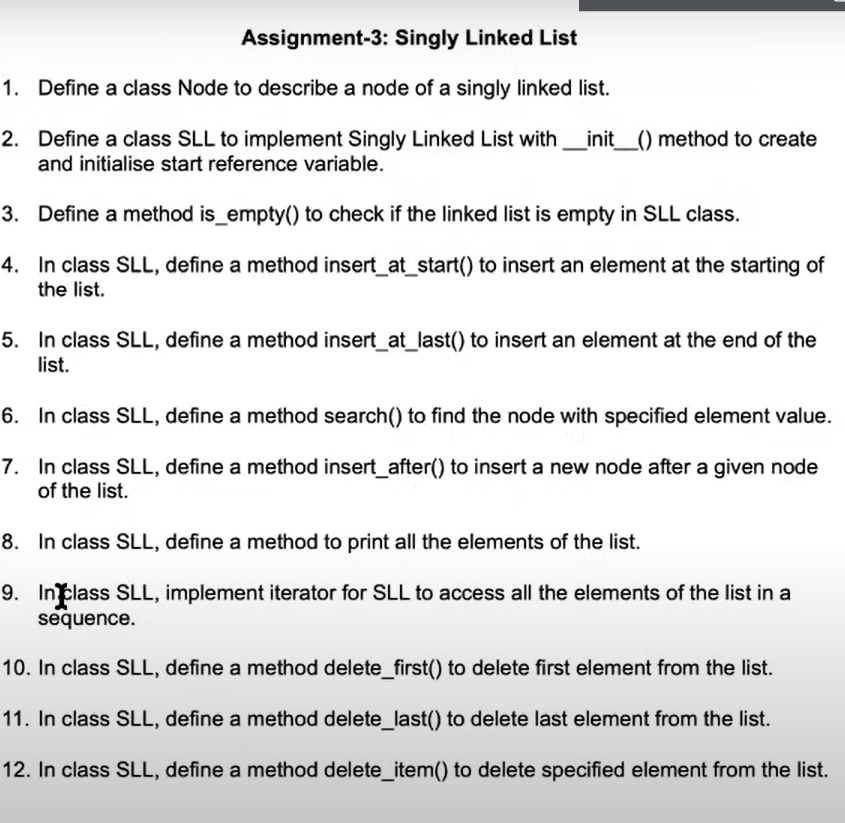 Assignment-3: Singly Linked List
1. Define a class Node to describe a node of a singly linked list.
2. Define a class SLL to implement Singly Linked List with __init__() method to create
and initialise start reference variable.
3. Define a method is_empty() to check if the linked list is empty in SLL class.
4. In class SLL, define a method insert_at_start() to insert an element at the starting of
the list.
5. In class SLL, define a method insert_at_last() to insert an element at the end of the
list.
6. In class SLL, define a method search() to find the node with specified element value.
7. In class SLL, define a method insert_after() to insert a new node after a given node
of the list.
8. In class SLL, define a method to print all the elements of the list.
9. In class SLL, implement iterator for SLL to access all the elements of the list in a
sequence.
10. In class SLL, define a method delete_first() to delete first element from the list.
11. In class SLL, define a method delete_last() to delete last element from the list.
12. In class SLL, define a method delete_item() to delete specified element from the list.